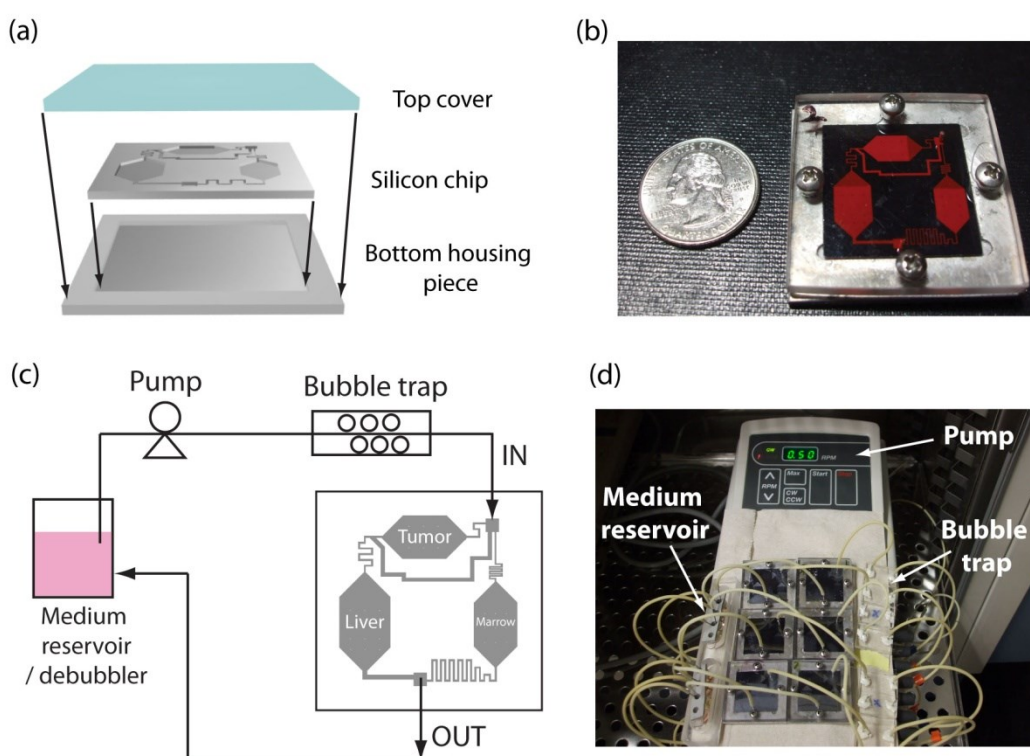 (a)
Top cover
Silicon chip
Bottom housing
piece
(b)
(c)
Pump
Bubble trap
IN
Tumor
Liver
Marrow
Medium
reservoir
/ debubbler
OUT
(d)
Pump
0.50 RPM
RPM
Max
Start
CW
CCW
Medium
reservoir
Bubble
trap